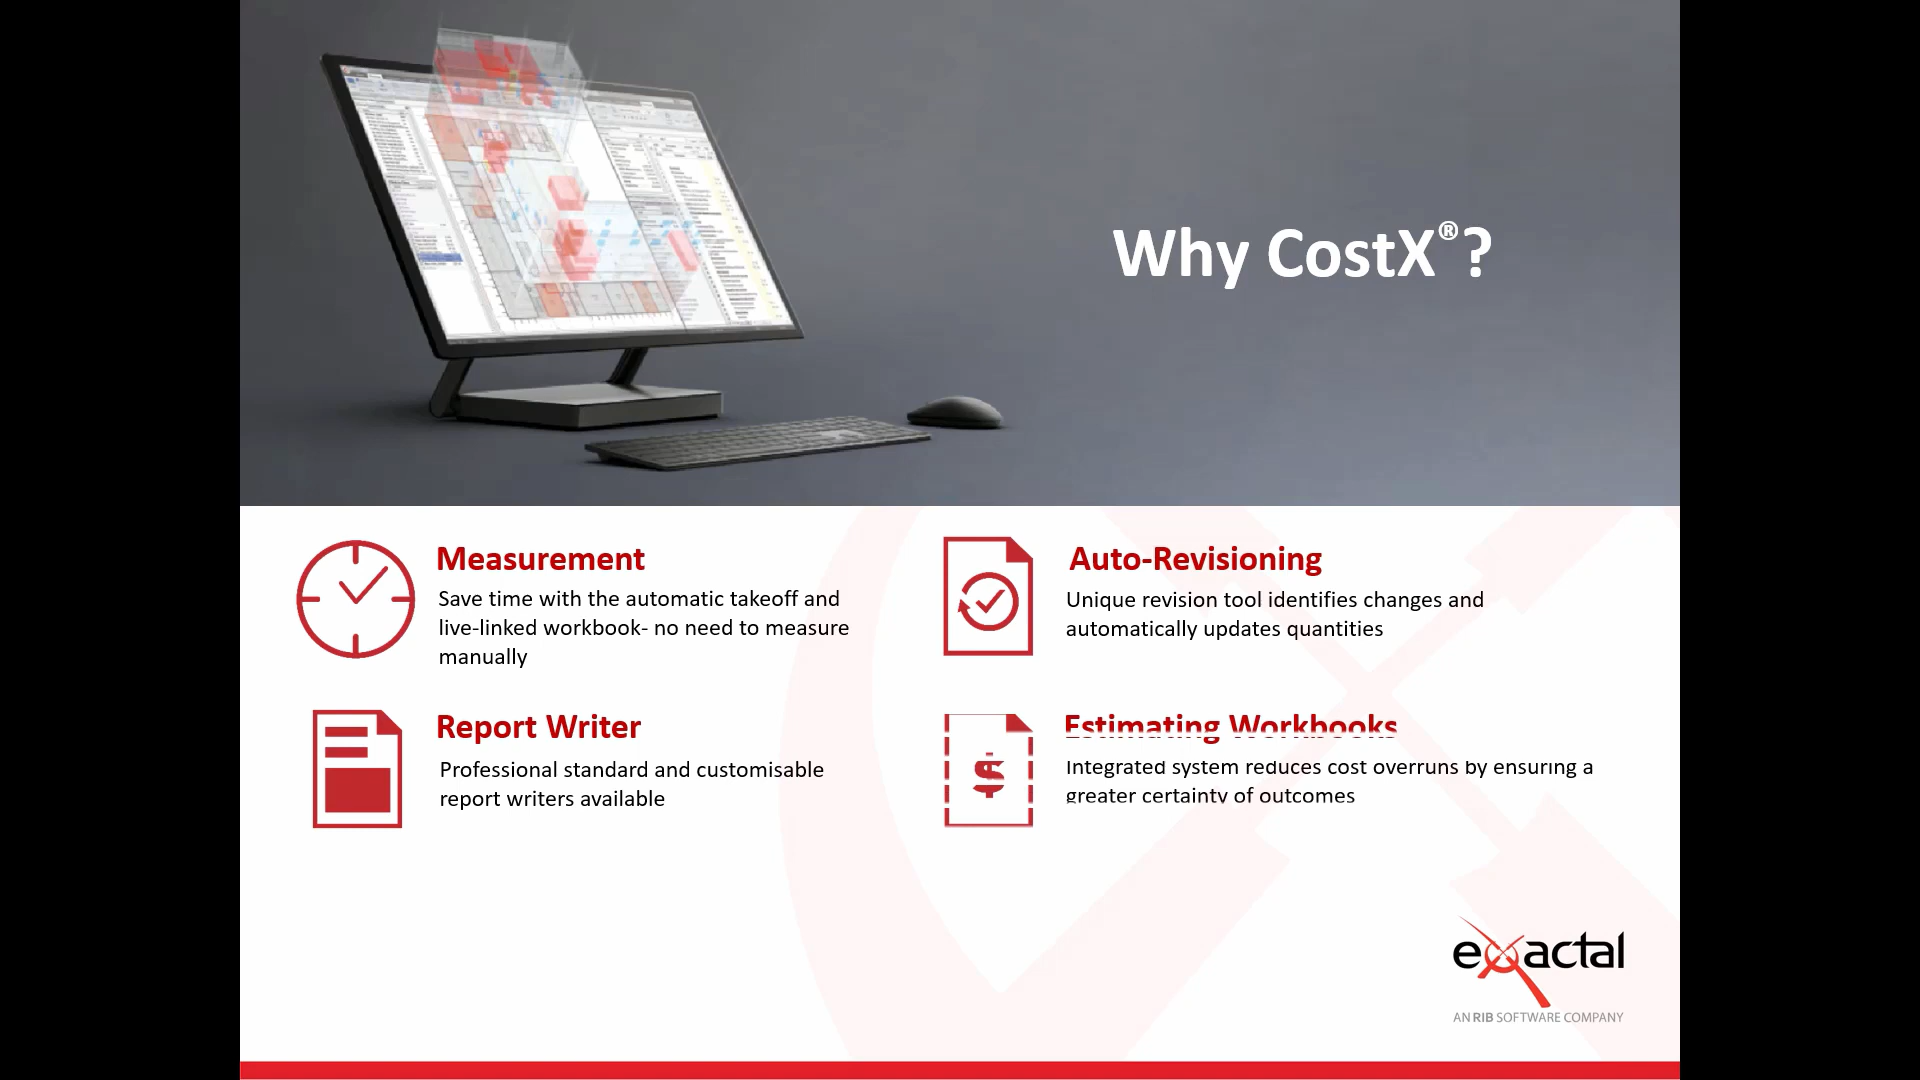 Why CostX®?
Measurement
Save time with the automatic takeoff and
live-linked workbook- no need to measure
manually
Auto-Revisioning
Unique revision tool identifies changes and
automatically updates quantities
Report Writer
Professional standard and customisable
report writers available
Estimating Workbooks
Integrated system reduces cost overruns by ensuring a
greater certainty of outcomes
$
exactal
AN RIB SOFTWARE COMPANY